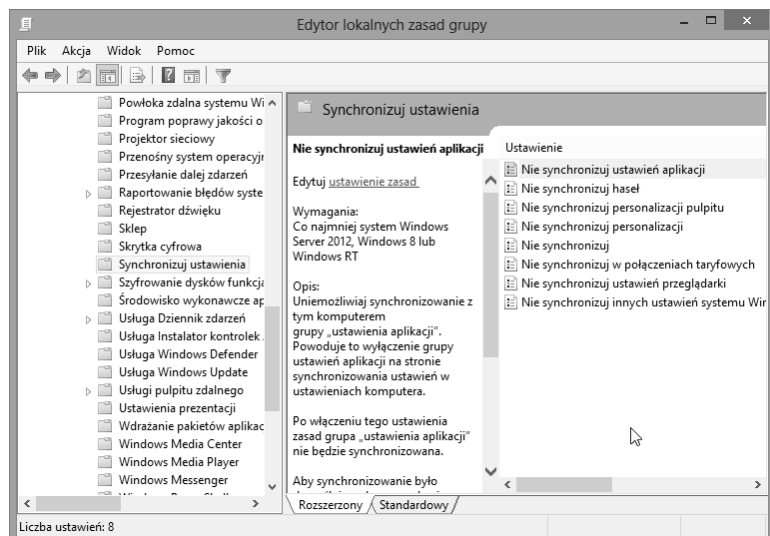 Edytor lokalnych zasad grupy
Plik Akcja Widok Pomoc
Powłoka zdalna systemu Wi
Program poprawy jakości o
Projektor sieciowy
Przenośny system operacyjn
Przesyłanie dalej zdarzeń
Raportowanie błędów syste
Rejestrator dźwięku
Sklep
Skrytka cyfrowa
Synchronizuj ustawienia
Szyfrowanie dysków funkcją
Środowisko wykonawcze ap
Usługa Dziennik zdarzeń
Usługa Instalator kontrolek
Usługa Windows Defender
Usługa Windows Update
Usługi pulpitu zdalnego
Ustawienia prezentacji
Wdrażanie pakietów aplikac
Windows Media Center
Windows Media Player
Windows Messenger
Synchronizuj ustawienia
Nie synchronizuj ustawień aplikacji
Edytuj ustawienie zasad
Wymagania:
Co najmniej system Windows
Server 2012, Windows 8 lub
Windows RT
Opis:
Uniemożliwiaj synchronizowanie z
tym komputerem
grupy „ustawienia aplikacji”.
Powoduje to wyłączenie grupy
ustawień aplikacji na stronie
synchronizowania ustawień w
ustawieniach komputera.
Po włączeniu tego ustawienia
zasad grupa „ustawienia aplikacji”
nie będzie synchronizowana.
Aby synchronizowanie było
Ustawienie
Nie synchronizuj ustawień aplikacji
Nie synchronizuj haseł
Nie synchronizuj personalizacji pulpitu
Nie synchronizuj personalizacji
Nie synchronizuj
Nie synchronizuj w połączeniach taryfowych
Nie synchronizuj ustawień przeglądarki
Nie synchronizuj innych ustawień systemu Wir
Rozszerzony Standardowy
Liczba ustawień: 8